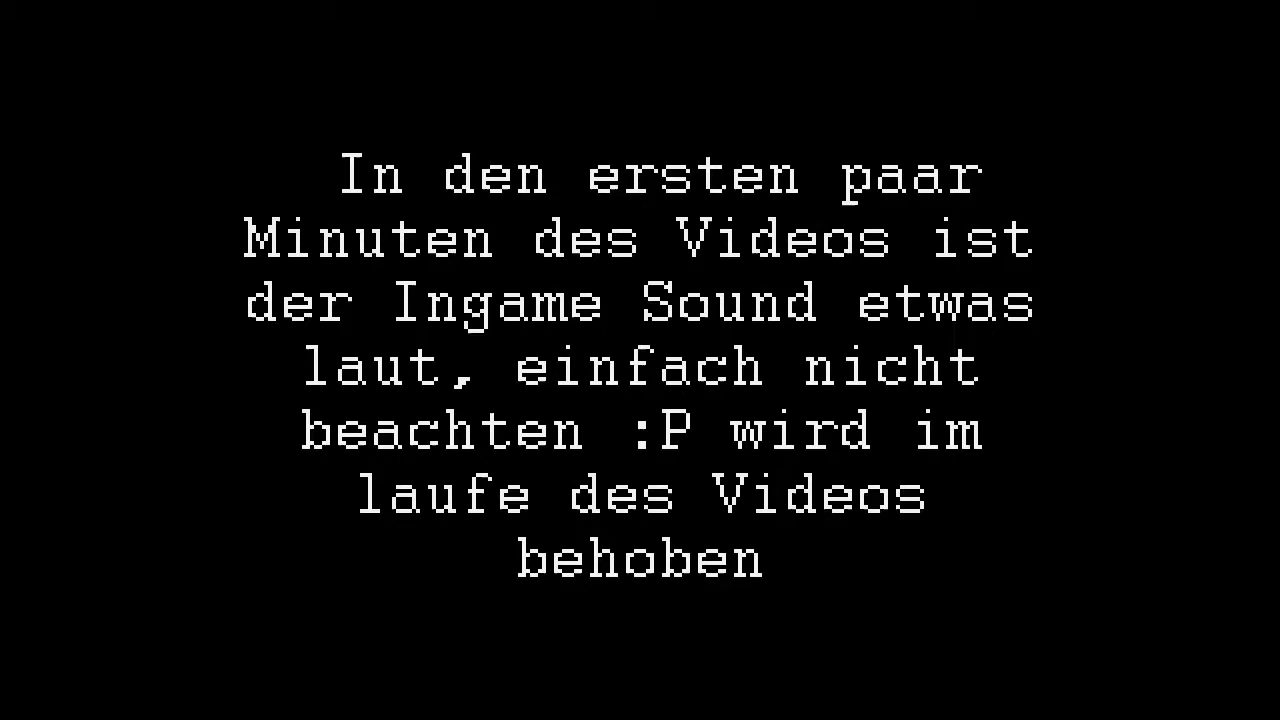 In den ersten paar
Minuten des Videos ist
der Ingame Sound etwas
laut, einfach nicht
beachten :P wird im
laufe des Videos
behoben